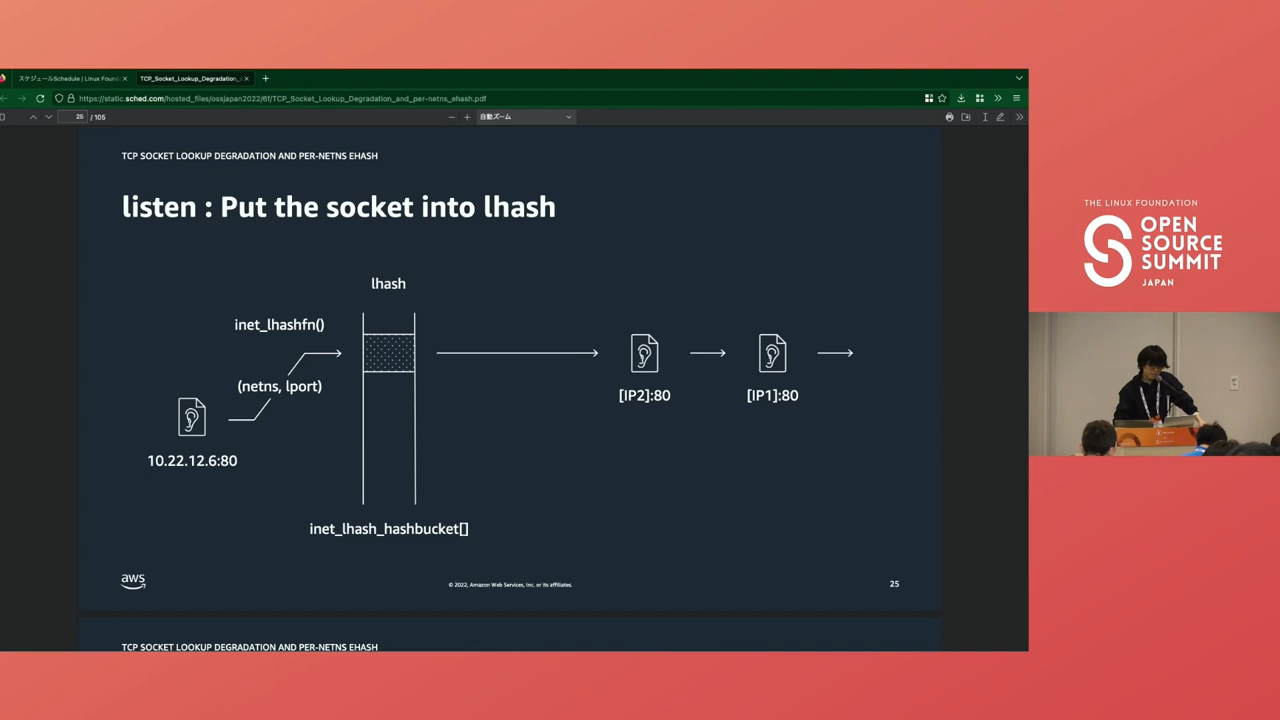 スケジュールSchedule | Linux Found
TCP_Socket_Lookup_Degradation_
https://static.sched.com/hosted_files/ossjapan2022/6f/TCP_Socket_Lookup_Degradation_and_per-netns_ehash.pdf
25 / 105
自動ズーム
TCP SOCKET LOOKUP DEGRADATION AND PER-NETNS EHASH
listen : Put the socket into lhash
lhash
inet_lhashfn()
(netns, lport)
10.22.12.6:80
[IP2]:80
[IP1]:80
inet_lhash_hashbucket[]
aws
© 2022, Amazon Web Services, Inc. or its affiliates.
25
TCP SOCKET LOOKUP DEGRADATION AND PER-NETNS EHASH
THE LINUX FOUNDATION
OPEN
SOURCE
SUMMIT
JAPAN